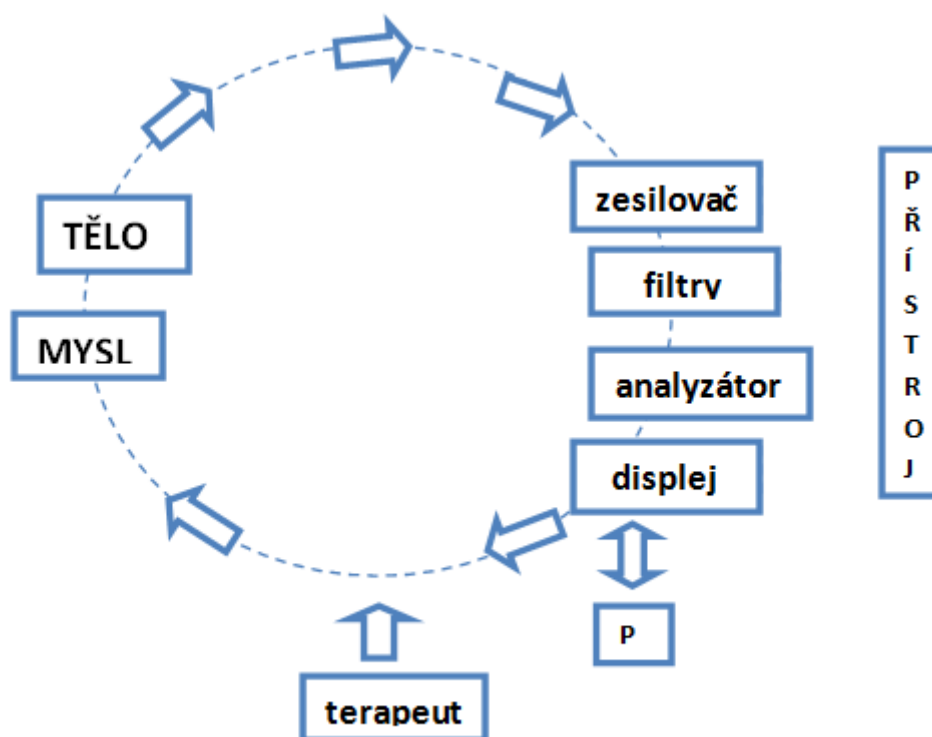 TĚLO
MYSL
zesilovač
filtry
analyzátor
displej
P
terapeut
P
Ř
Í
S
T
R
O
J